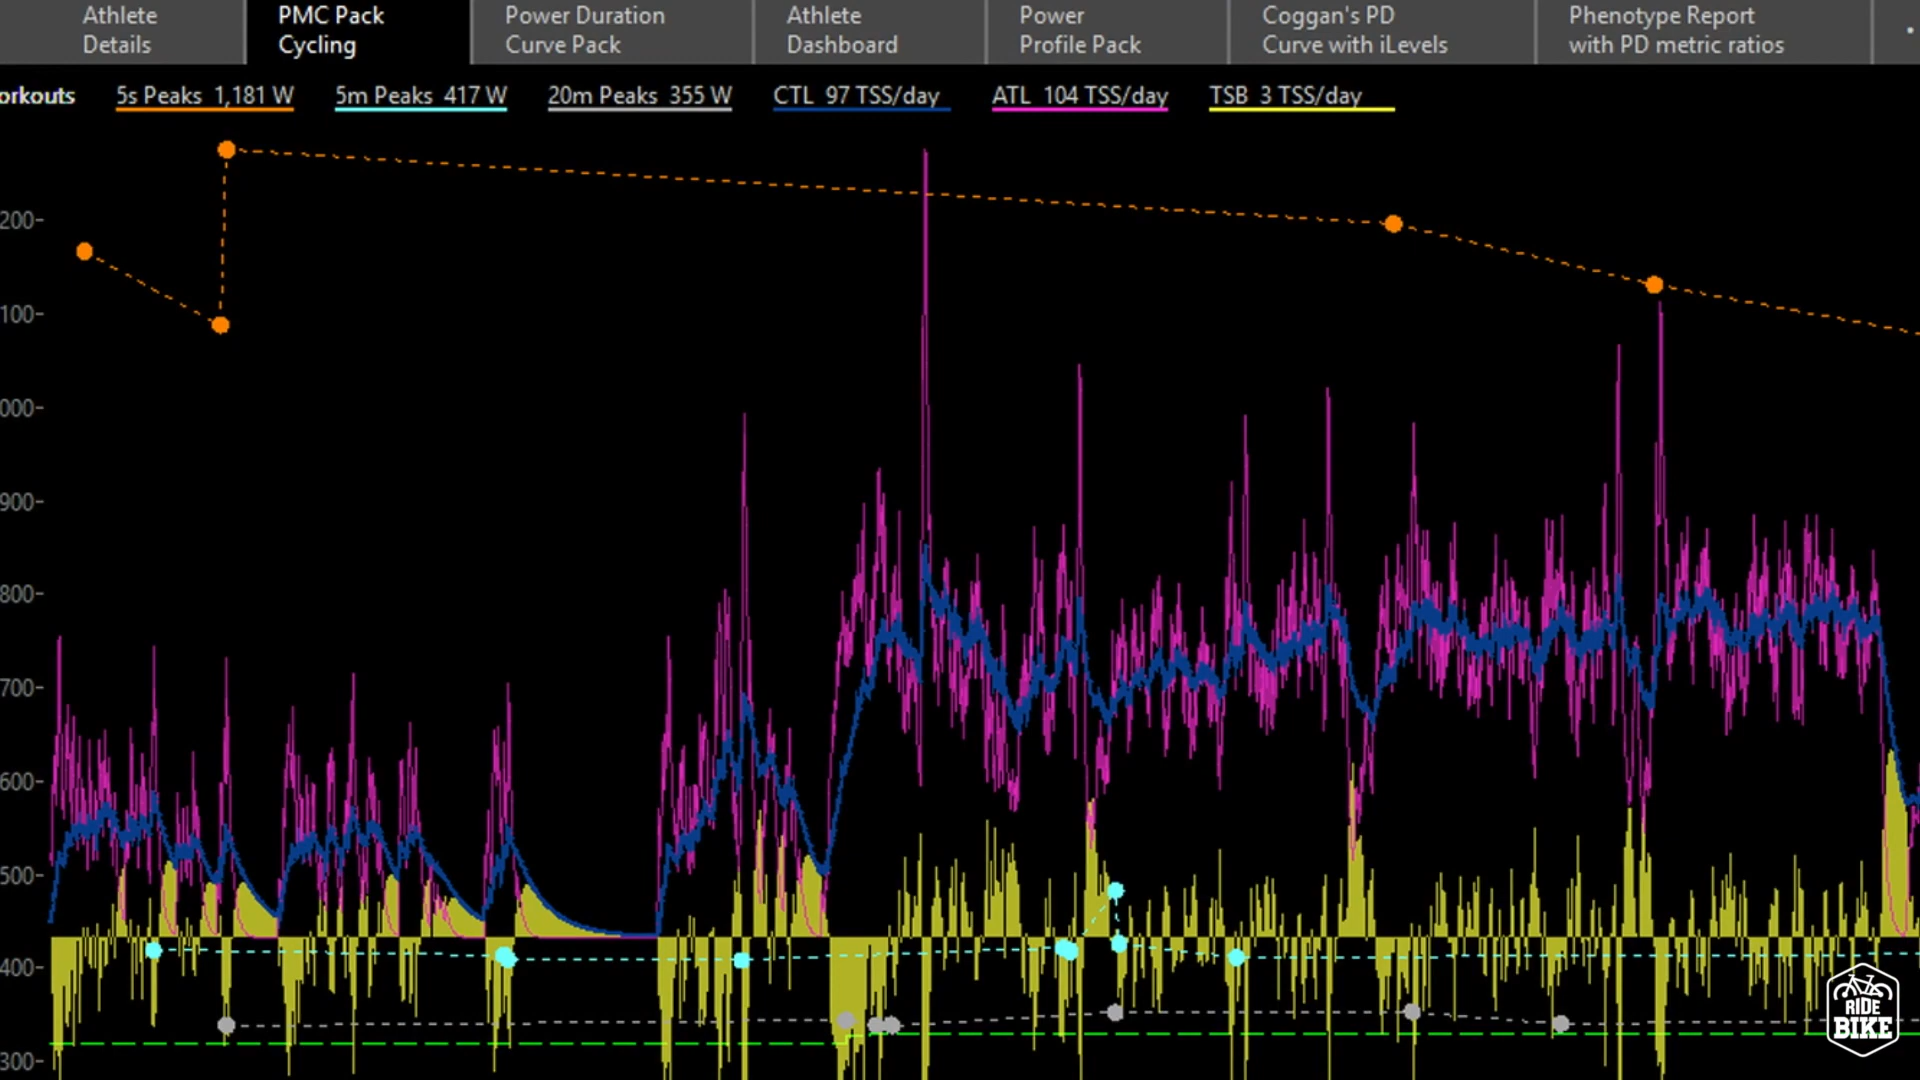 Athlete
Details
PMC Pack
Cycling
Power Duration
Curve Pack
Athlete
Dashboard
Power
Profile Pack
Coggan's PD
Curve with iLevels
Phenotype Report
with PD metric ratios
orkouts 5s Peaks 1,181 W 5m Peaks 417 W 20m Peaks 355 W CTL 97 TSS/day ATL 104 TSS/day TSB 3 TSS/day
200-
100-
000-
900-
800-
700-
600-
500-
400-
300-
RIDE
BIKE